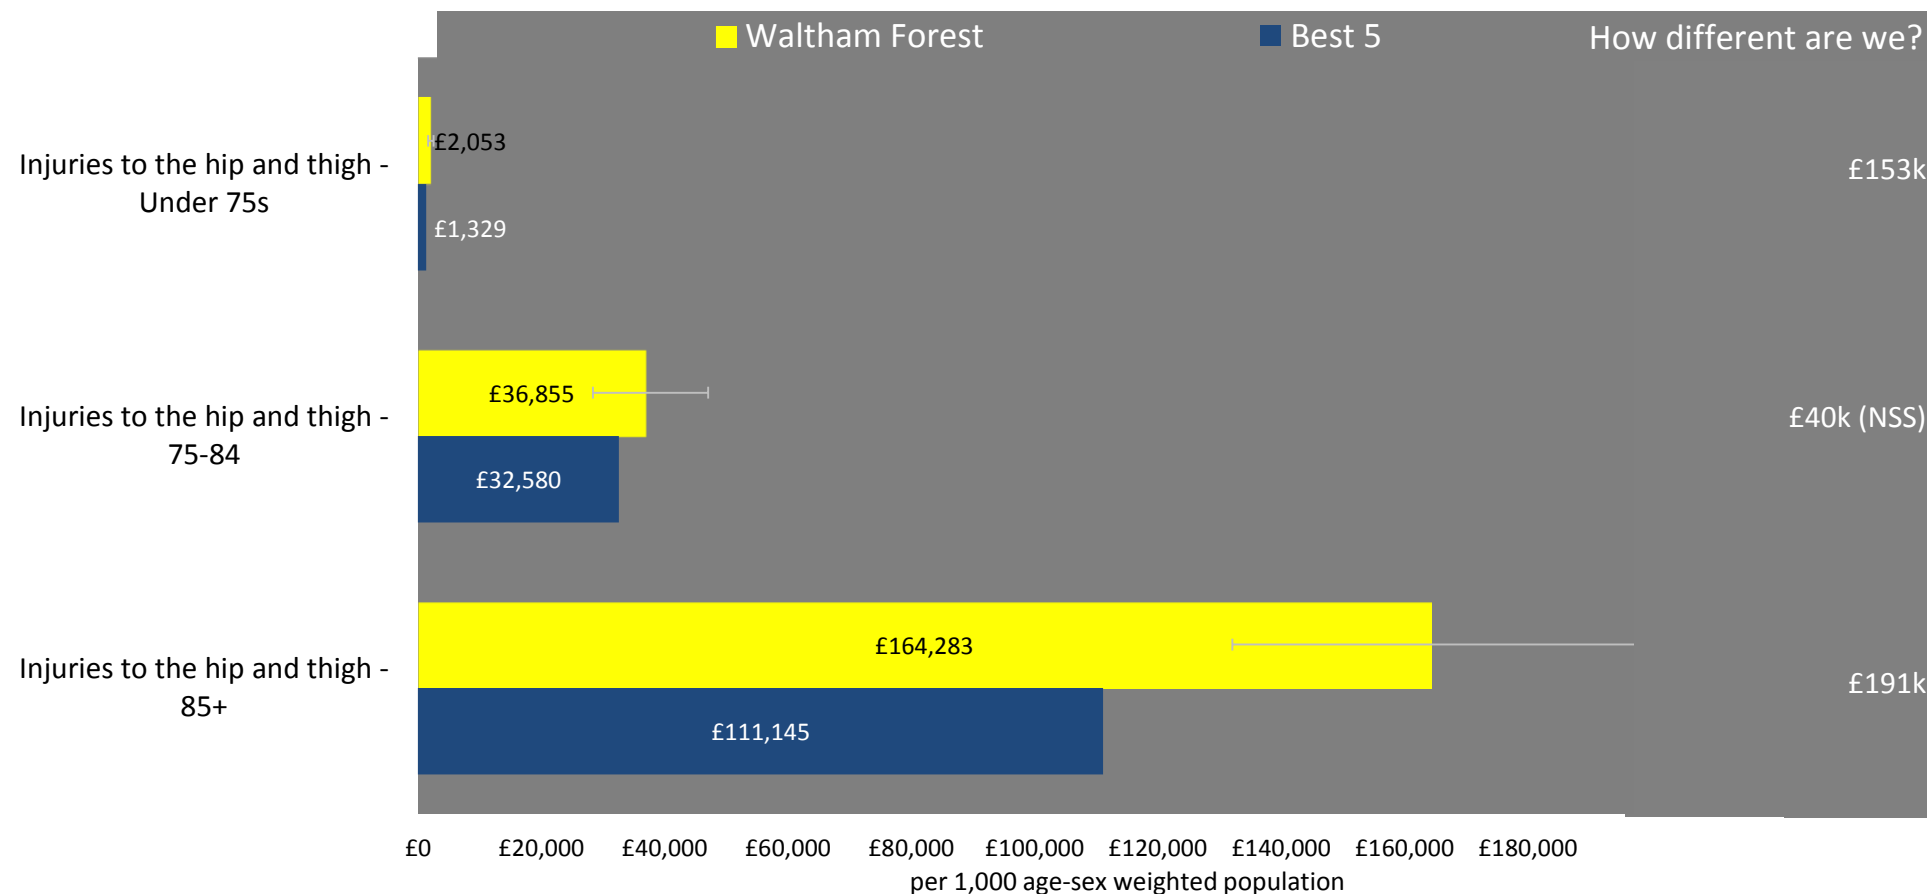 Waltham Forest
Best 5
How different are we?
Injuries to the hip and thigh -
Under 75s
£2,053
£1,329
£153k
Injuries to the hip and thigh -
75-84
£36,855
£32,580
£40k (NSS)
Injuries to the hip and thigh -
85+
£164,283
£111,145
£191k
£0 £20,000 £40,000 £60,000 £80,000 £100,000 £120,000 £140,000 £160,000 £180,000
per 1,000 age-sex weighted population